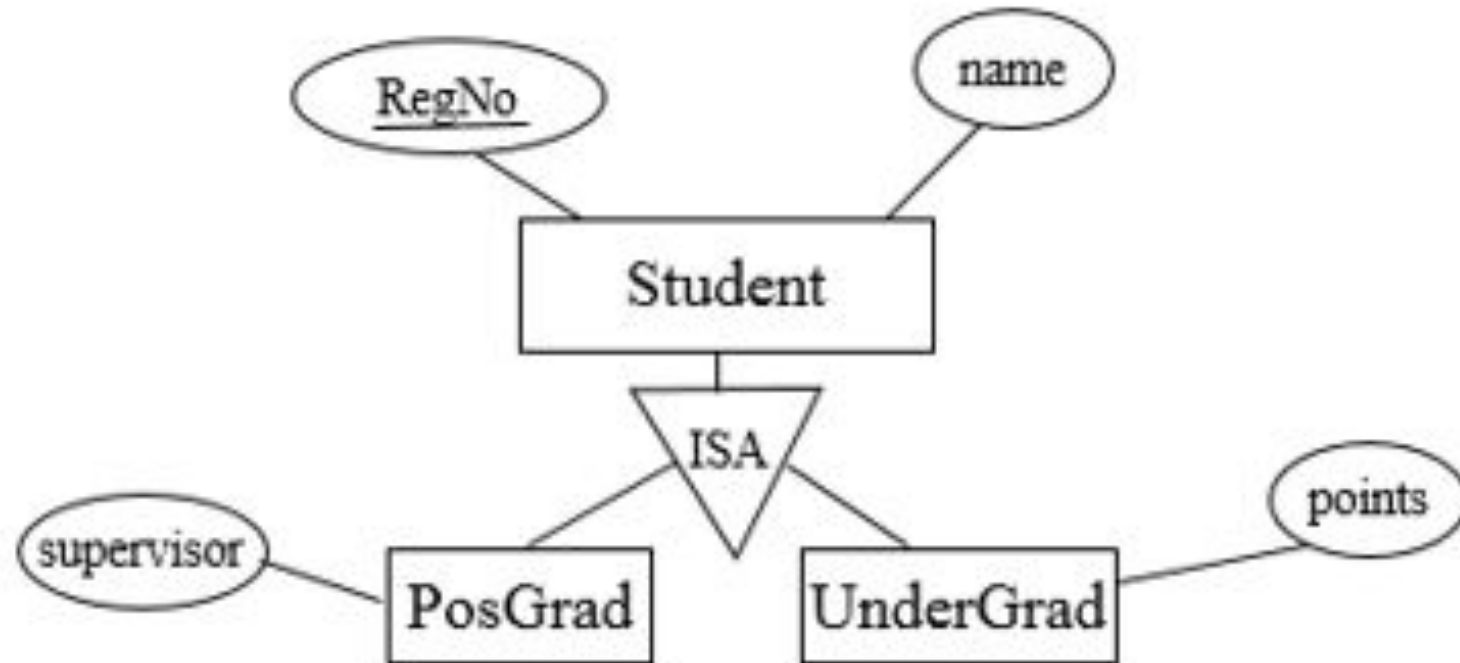 RegNo
name
Student
ISA
supervisor
points
PosGrad
UnderGrad